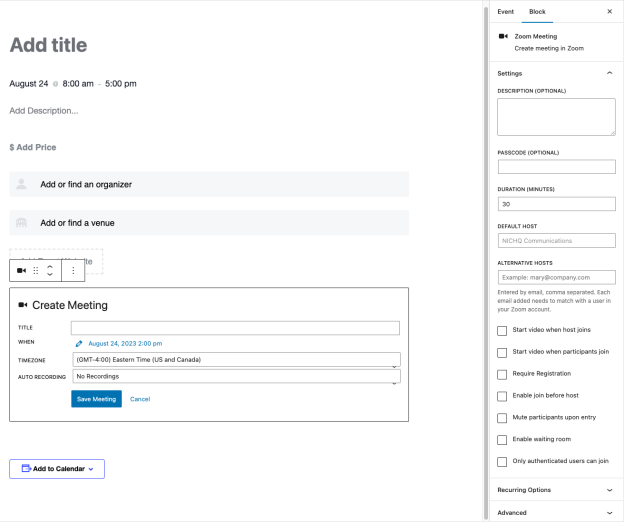 Add title
August 24 @ 8:00 am - 5:00 pm
Add Description...
$ Add Price
Add or find an organizer
Add or find a venue
Create Meeting
TITLE
WHEN August 24, 2023 2:00 pm
TIMEZONE (GMT-4:00) Eastern Time (US and Canada)
AUTO RECORDING No Recordings
Save Meeting Cancel
Add to Calendar
Event Block ×
Zoom Meeting
Create meeting in Zoom
Settings
DESCRIPTION (OPTIONAL)
PASSCODE (OPTIONAL)
DURATION (MINUTES)
30
DEFAULT HOST
NICHQ Communications
ALTERNATIVE HOSTS
Example: mary@company.com
Entered by email, comma separated. Each
email added needs to match with a user in
your Zoom account.
Start video when host joins
Start video when participants join
Require Registration
Enable join before host
Mute participants upon entry
Enable waiting room
Only authenticated users can join
Recurring Options
Advanced